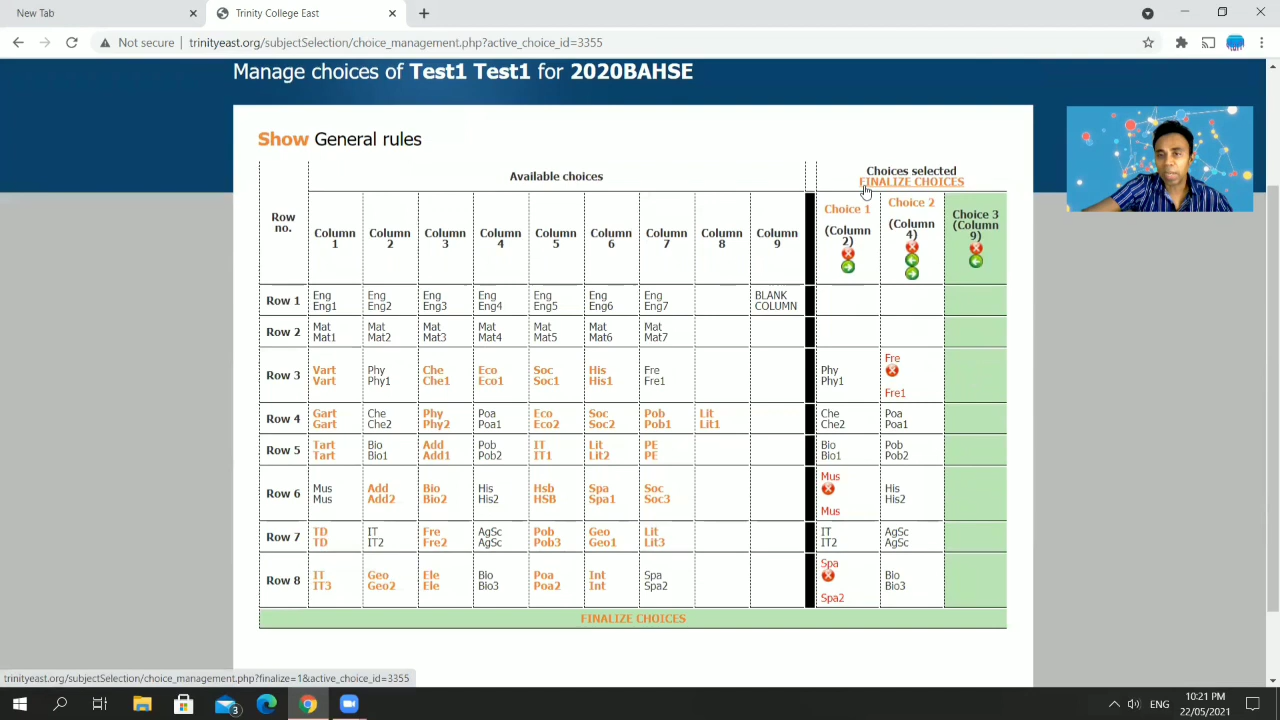 New Tab
Trinity College East
Not secure
trinityeast.org/subjectSelection/choice_management.php?active_choice_id=3355
Manage choices of Test1 Test1 for 2020BAHSE
Show General rules
Available choices
Choices selected
FINALIZE CHOICES
Row no.
Column 1
Column 2
Column 3
Column 4
Column 5
Column 6
Column 7
Column 8
Column 9
Choice 1
(Column 2)
Choice 2
(Column 4)
Choice 3
(Column 9)
Row 1
Eng Eng1
Eng Eng2
Eng Eng3
Eng Eng4
Eng Eng5
Eng Eng6
Eng Eng7
BLANK COLUMN
Row 2
Mat Mat1
Mat Mat2
Mat Mat3
Mat Mat4
Mat Mat5
Mat Mat6
Mat Mat7
Row 3
Vart Vart
Phy Phy1
Che Che1
Eco Eco1
Soc Soc1
His His1
Fre Fre1
Phy Phy1
Fre Fre1
Row 4
Gart Gart
Che Che2
Phy Phy2
Poa Poa1
Eco Eco2
Soc Soc2
Pob Pob1
Lit Lit1
Che Che2
Poa Poa1
Row 5
Tart Tart
Bio Bio1
Add Add1
Pob Pob2
IT IT1
Lit Lit2
PE PE
Bio Bio1
Pob Pob2
Row 6
Mus Mus
Add Add2
Bio Bio2
His His2
Hsb HSB
Spa Spa1
Soc Soc3
Mus Mus
His His2
Row 7
TD TD
IT IT2
Fre Fre2
AgSc AgSc
Pob Pob3
Geo Geo1
Lit Lit3
IT IT2
AgSc AgSc
Row 8
IT IT3
Geo Geo2
Ele Ele
Bio Bio3
Poa Poa2
Int Int
Spa Spa2
Spa Spa2
Bio Bio3
FINALIZE CHOICES
trinityeast.org/subjectSelection/choice_management.php?finalize=1&active_choice_id=3355
3
ENG
10:21 PM
22/05/2021